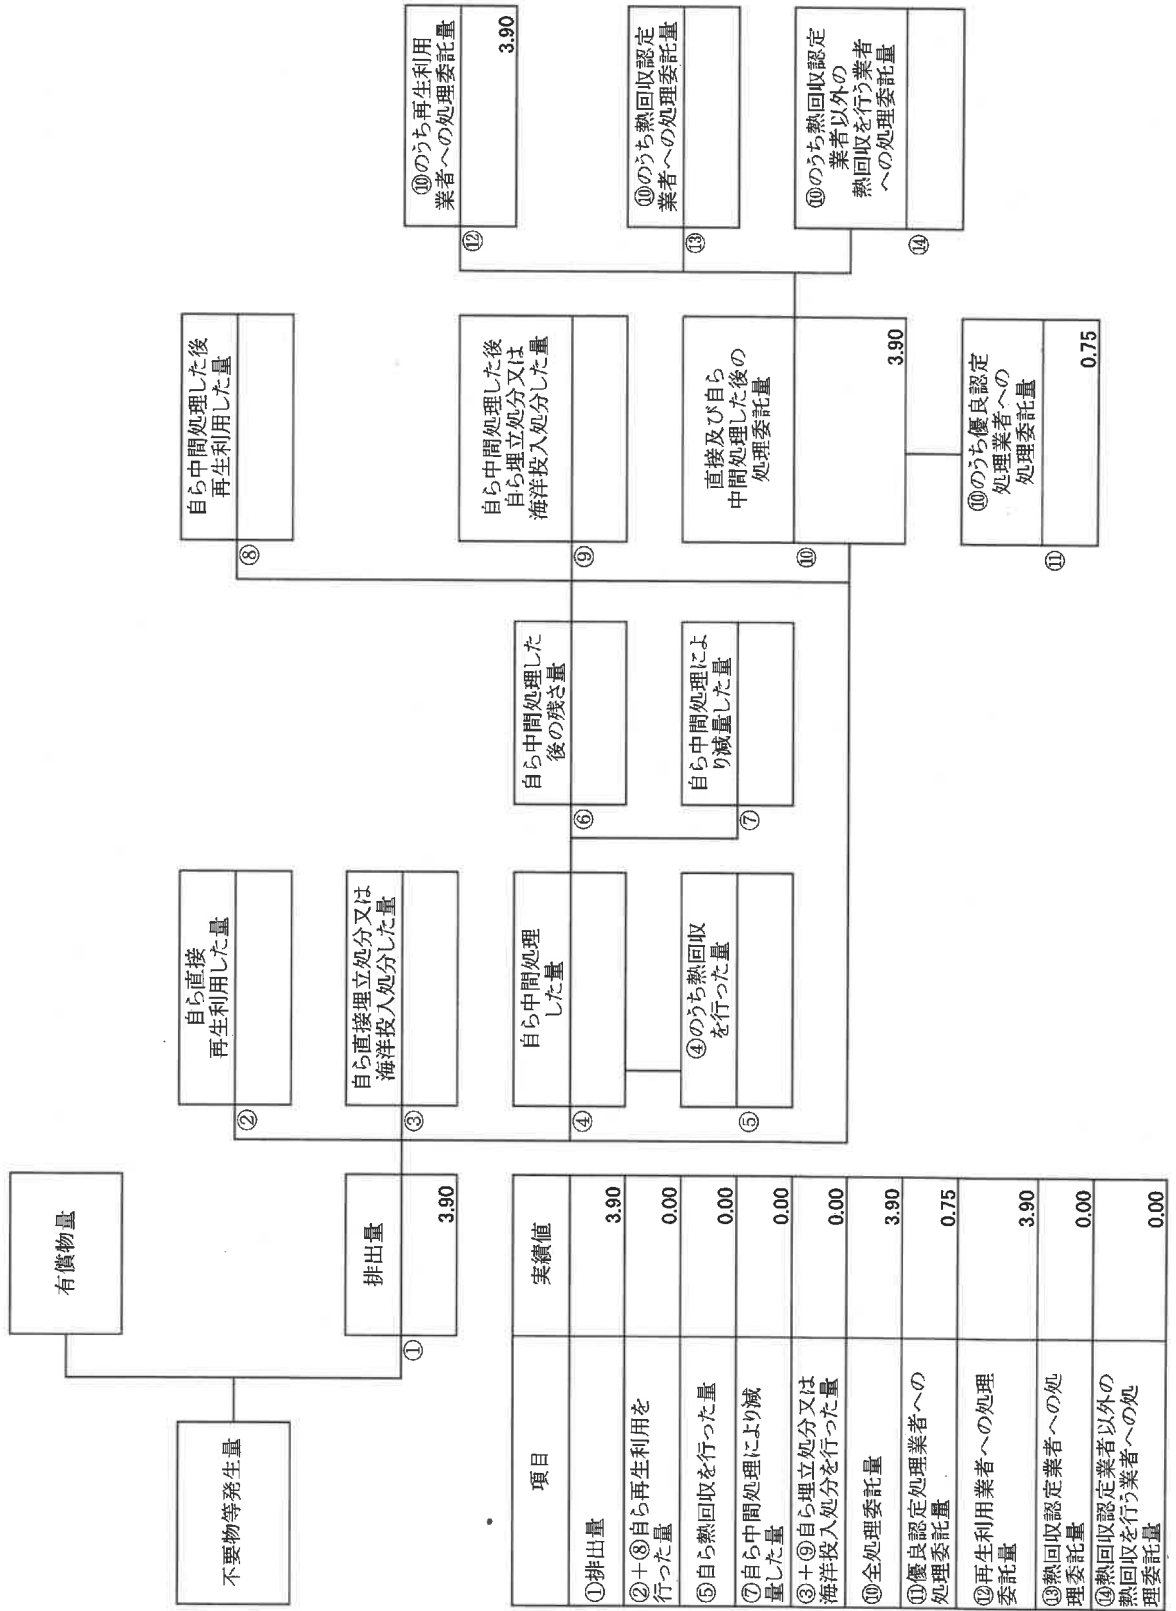 不要物等発生量
有償物量
①
排出量
3.90
②
自ら直接
再生利用した量
③
自ら直接埋立処分又は
海洋投入処分した量
④
自ら中間処理
した量
⑤
④のうち熱回収
を行った量
⑥
自ら中間処理した
後の残さ量
⑦
自ら中間処理によ
り減量した量
⑧
自ら中間処理した後
再生利用した量
⑨
自ら中間処理した後
自ら埋立処分又は
海洋投入処分した量
⑩
直接及び自ら
中間処理した後の
処理委託量
3.90
⑪
⑩のうち優良認定
処理業者への
処理委託量
0.75
⑫
⑩のうち再生利用
業者への処理委託量
3.90
⑬
⑩のうち熱回収認定
業者への処理委託量
⑭
⑩のうち熱回収認定
業者以外の
熱回収を行う業者
への処理委託量
項目 実績値
①排出量 3.90
②+⑧自ら再生利用を
行った量 0.00
⑤自ら熱回収を行った量 0.00
⑦自ら中間処理により減
量した量 0.00
③+⑨自ら埋立処分又は
海洋投入処分を行った量 0.00
⑩全処理委託量 3.90
⑪優良認定処理業者への
処理委託量 0.75
⑫再生利用業者への処理
委託量 3.90
⑬熱回収認定業者への処
理委託量 0.00
⑭熱回収認定業者以外の
熱回収を行う業者への処
理委託量 0.00